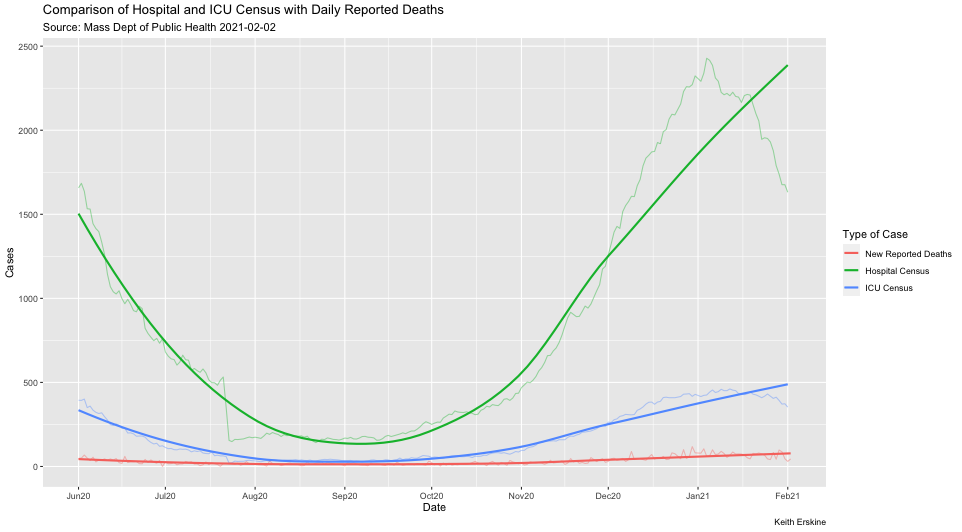 Comparison of Hospital and ICU Census with Daily Reported Deaths
Source: Mass Dept of Public Health 2021-02-02
2500
2000
1500
1000
500
0
Cases
Jun20 Jul20 Aug20 Sep20 Oct20 Nov20 Dec20 Jan21 Feb21
Date
Type of Case
New Reported Deaths
Hospital Census
ICU Census
Keith Erskine